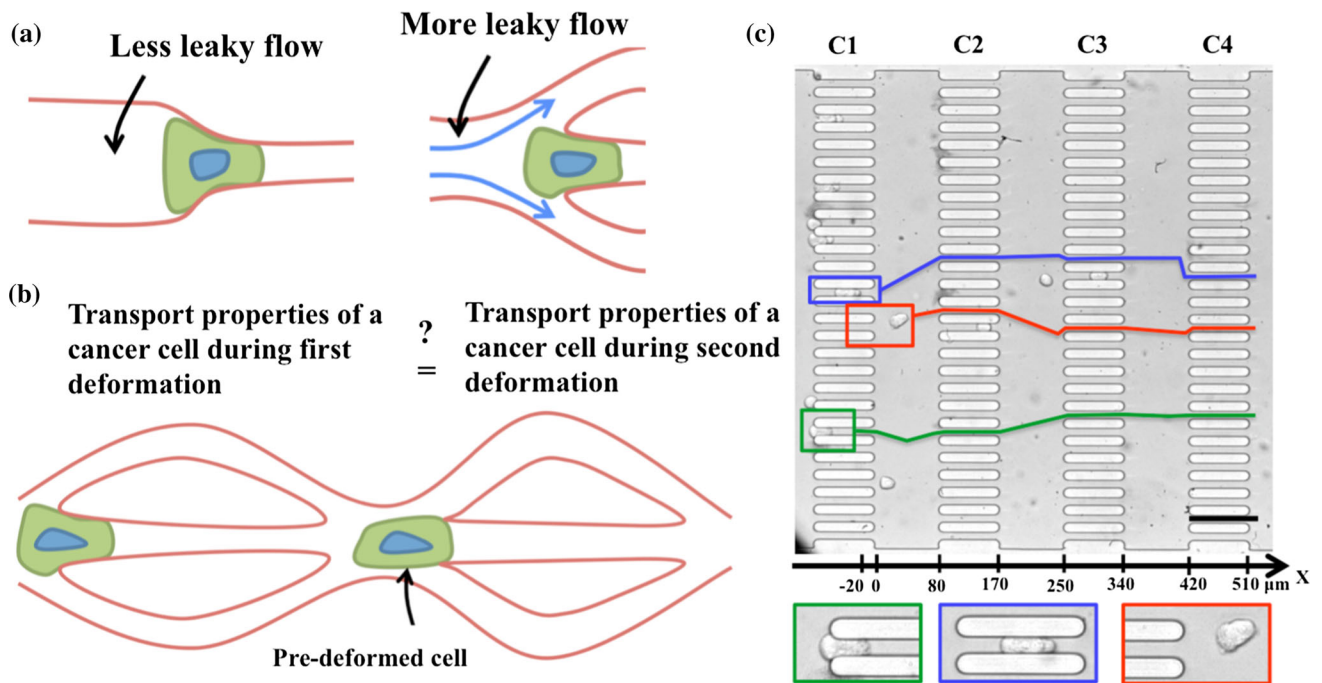 (a)
Less leaky flow
More leaky flow
(b)
Transport properties of a
cancer cell during first
deformation
?
=
Transport properties of a
cancer cell during second
deformation
Pre-deformed cell
(c)
C1 C2 C3 C4
-20 0 80 170 250 340 420 510 µm X